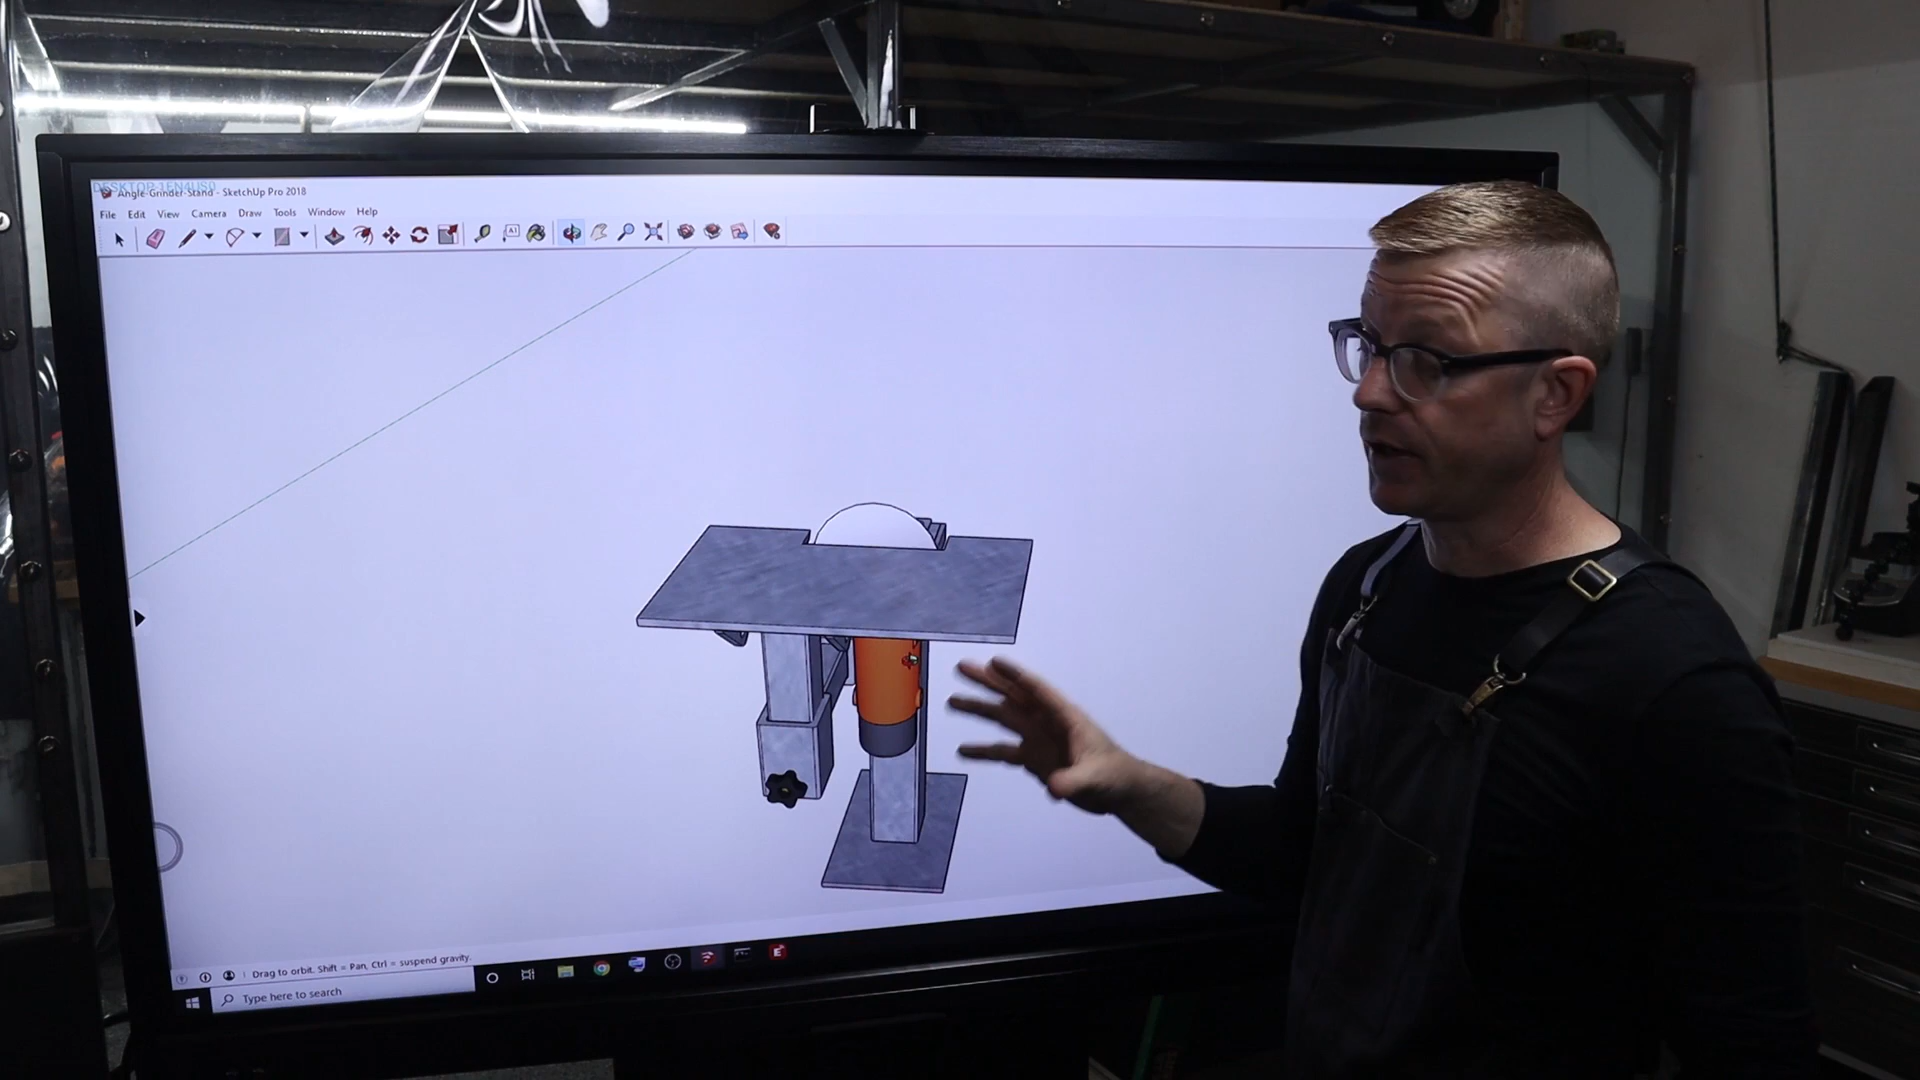 Angle-Grinder-Stand - SketchUp Pro 2018
File Edit View Camera Draw Tools Window Help
Drag to orbit. Shift = Pan, Ctrl = suspend gravity.
Type here to search